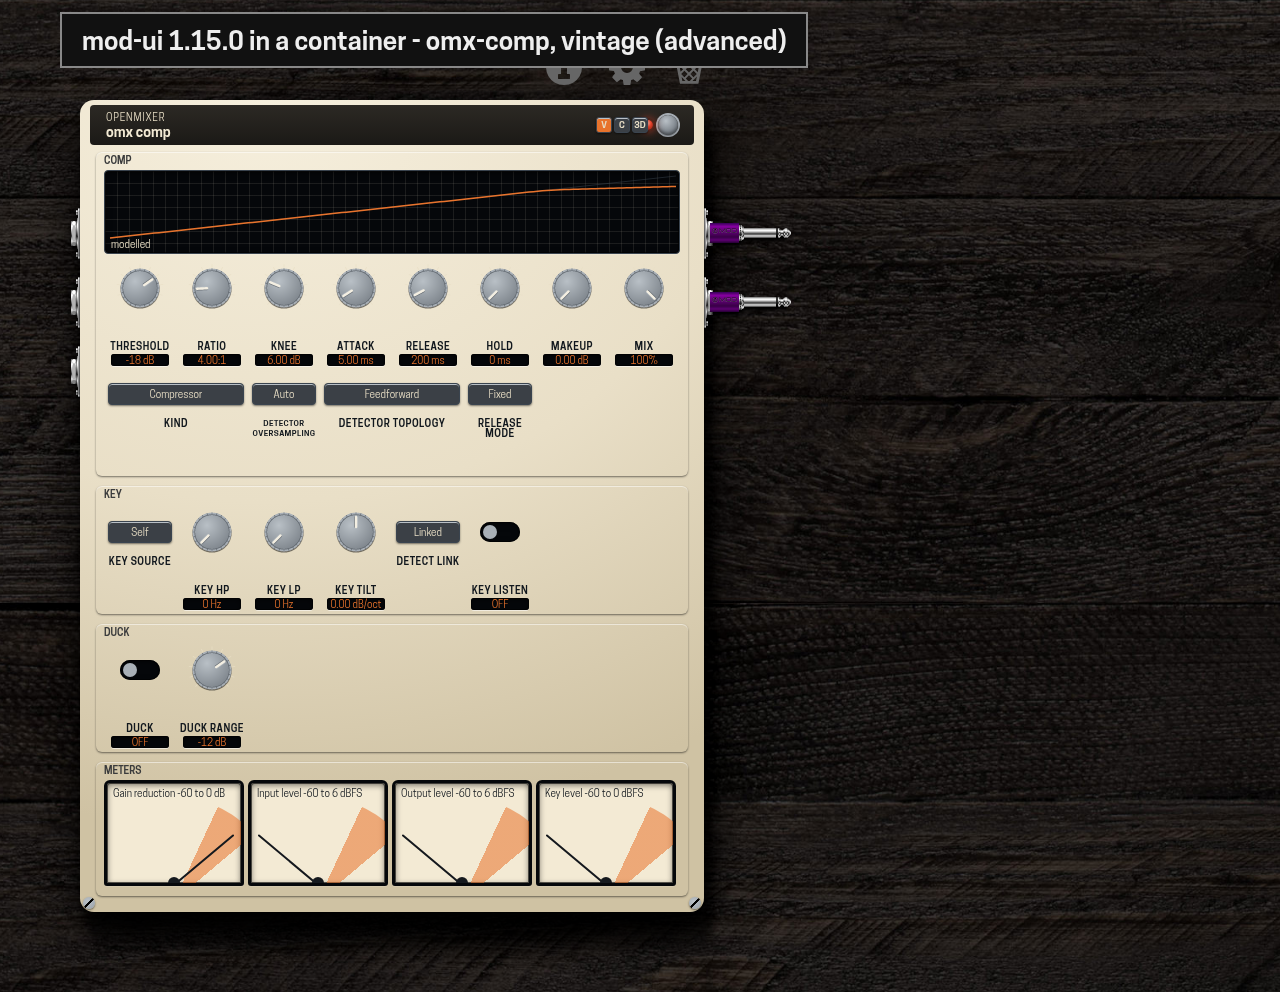 mod-ui 1.15.0 in a container - omx-comp, vintage (advanced)
OPENMIXER
omx comp
V C 3D
COMP
modelled
THRESHOLD RATIO KNEE ATTACK RELEASE HOLD MAKEUP MIX
-18 dB 4.00:1 6.00 dB 5.00 ms 200 ms 0 ms 0.00 dB 100%
Compressor Auto Feedforward Fixed
KIND DETECTOR OVERSAMPLING DETECTOR TOPOLOGY RELEASE MODE
KEY
Self Linked
KEY SOURCE DETECT LINK
KEY HP KEY LP KEY TILT KEY LISTEN
0 Hz 0 Hz 0.00 dB/oct OFF
DUCK
DUCK DUCK RANGE
OFF -12 dB
METERS
Gain reduction -60 to 0 dB Input level -60 to 6 dBFS Output level -60 to 6 dBFS Key level -60 to 0 dBFS